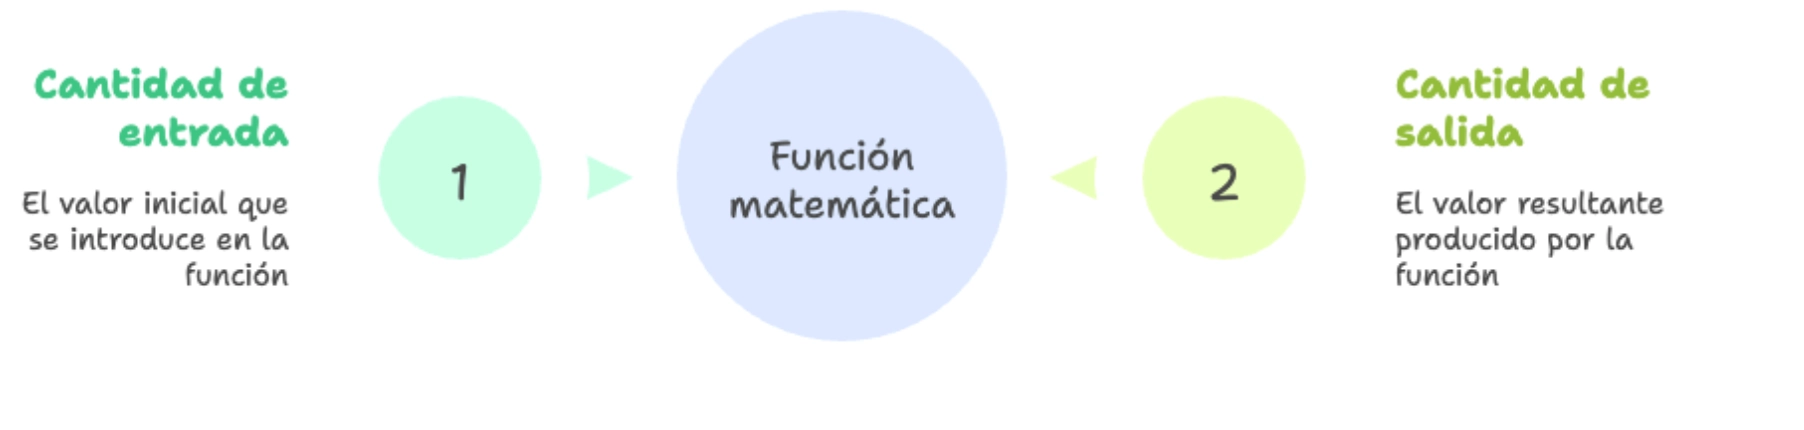 Cantidad de
entrada
El valor inicial que
se introduce en la
función
1
Función
matemática
2
Cantidad de
salida
El valor resultante
producido por la
función